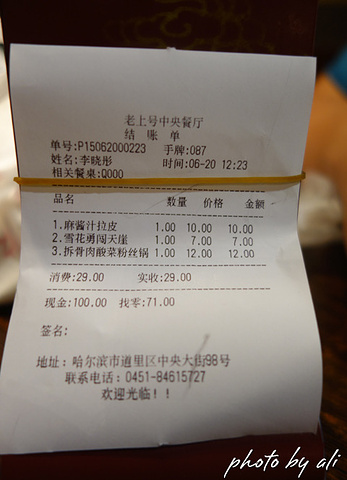 老上号中央餐厅
结 账 单
单号:P15062000223 手牌:087
姓名:李晓彤 时间:06-20 12:23
相关餐桌:Q000
品名 数量 价格 金额
1.麻酱汁拉皮 1.00 10.00 10.00
2.雪花勇闯天崖 1.00 7.00 7.00
3.拆骨肉酸菜粉丝锅 1.00 12.00 12.00
消费:29.00 实收:29.00
现金:100.00 找零:71.00
签名:
地址: 哈尔滨市道里区中央大街98号
联系电话: 0451-84615727
欢迎光临!!
photo by ali